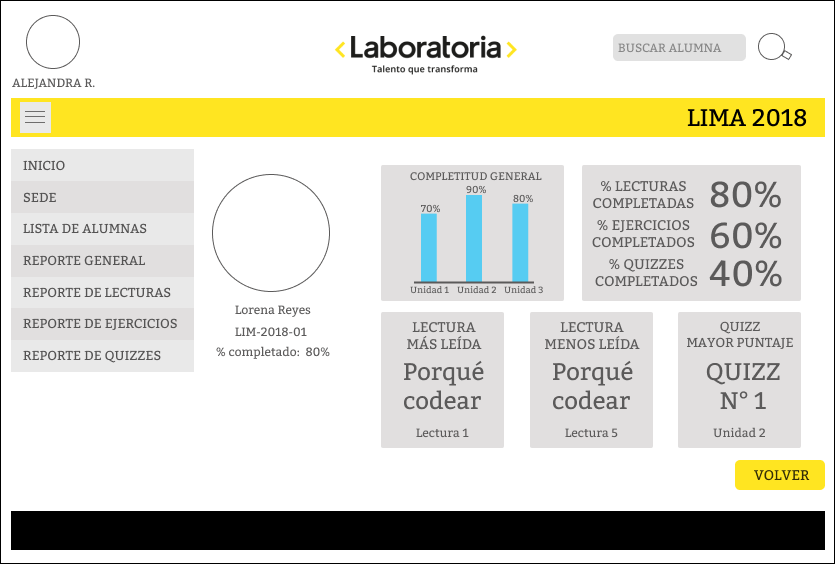 ALEJANDRA R.
<Laboratoria>
Talento que transforma
BUSCAR ALUMNA
LIMA 2018
INICIO
SEDE
LISTA DE ALUMNAS
REPORTE GENERAL
REPORTE DE LECTURAS
REPORTE DE EJERCICIOS
REPORTE DE QUIZZES
Lorena Reyes
LIM-2018-01
% completado: 80%
COMPLETITUD GENERAL
70%
90%
80%
Unidad 1
Unidad 2
Unidad 3
% LECTURAS
COMPLETADAS
80%
% EJERCICIOS
COMPLETADOS
60%
% QUIZZES
COMPLETADOS
40%
LECTURA
MÁS LEÍDA
Porqué
codear
Lectura 1
LECTURA
MENOS LEÍDA
Porqué
codear
Lectura 5
QUIZZ
MAYOR PUNTAJE
QUIZZ
N° 1
Unidad 2
VOLVER